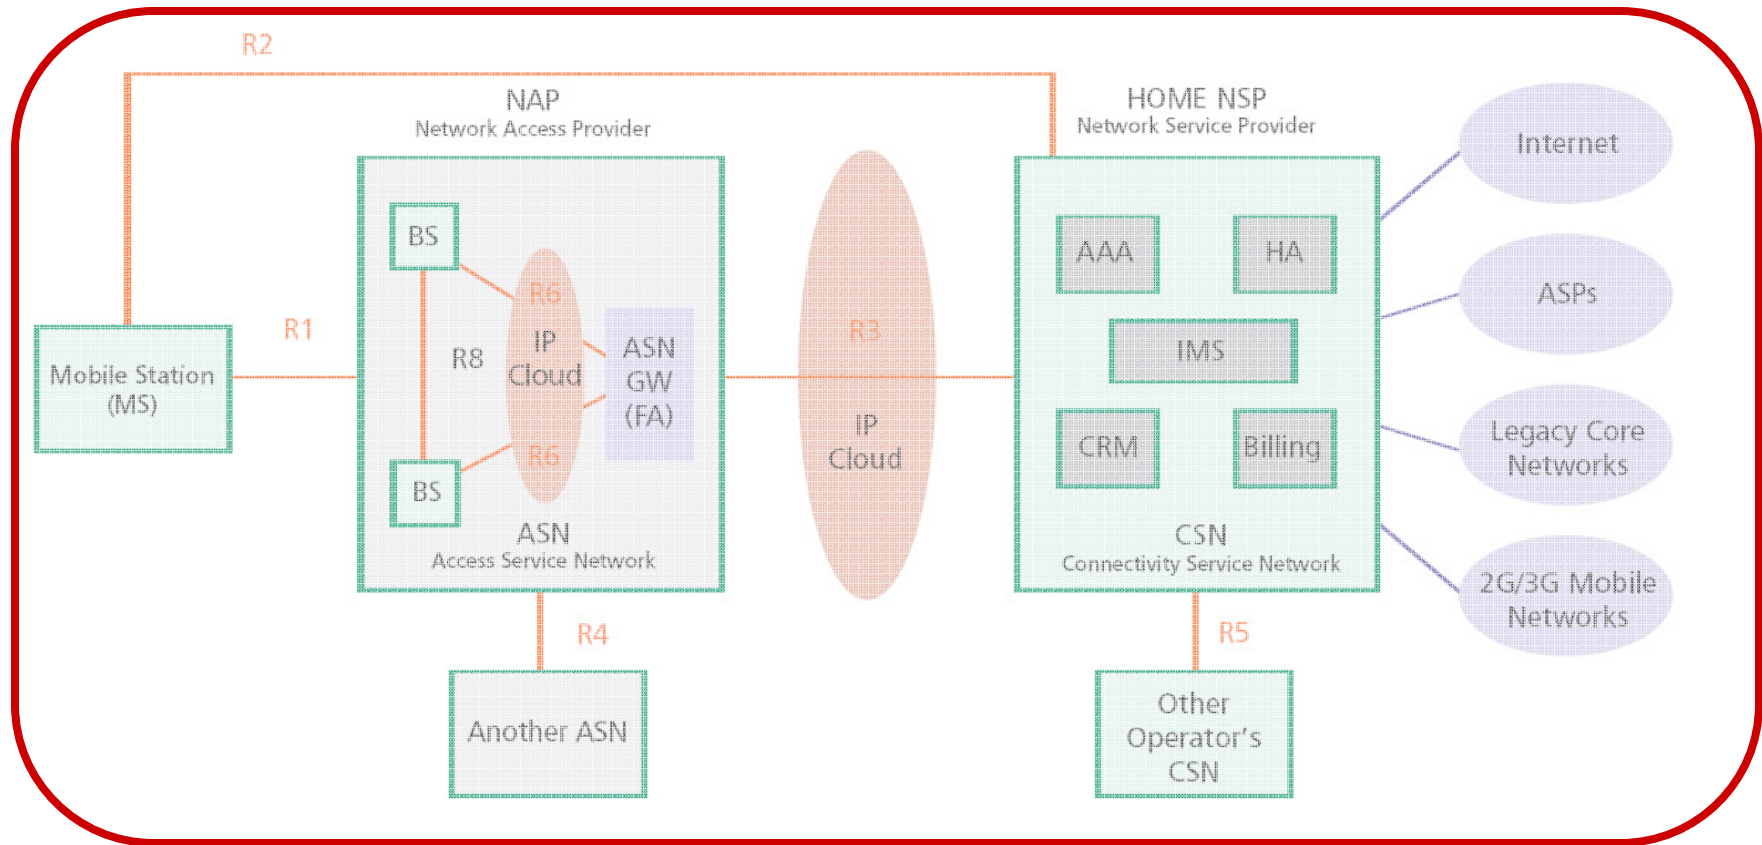 R2
NAP
Network Access Provider
HOME NSP
Network Service Provider
Internet
BS
AAA
HA
R6
ASPs
R1
R8
IP
Cloud
ASN
GW
(FA)
R3
IMS
Mobile Station
(MS)
IP
Cloud
R6
BS
CRM
Billing
Legacy Core
Networks
ASN
Access Service Network
CSN
Connectivity Service Network
2G/3G Mobile
Networks
R4
R5
Another ASN
Other
Operator's
CSN